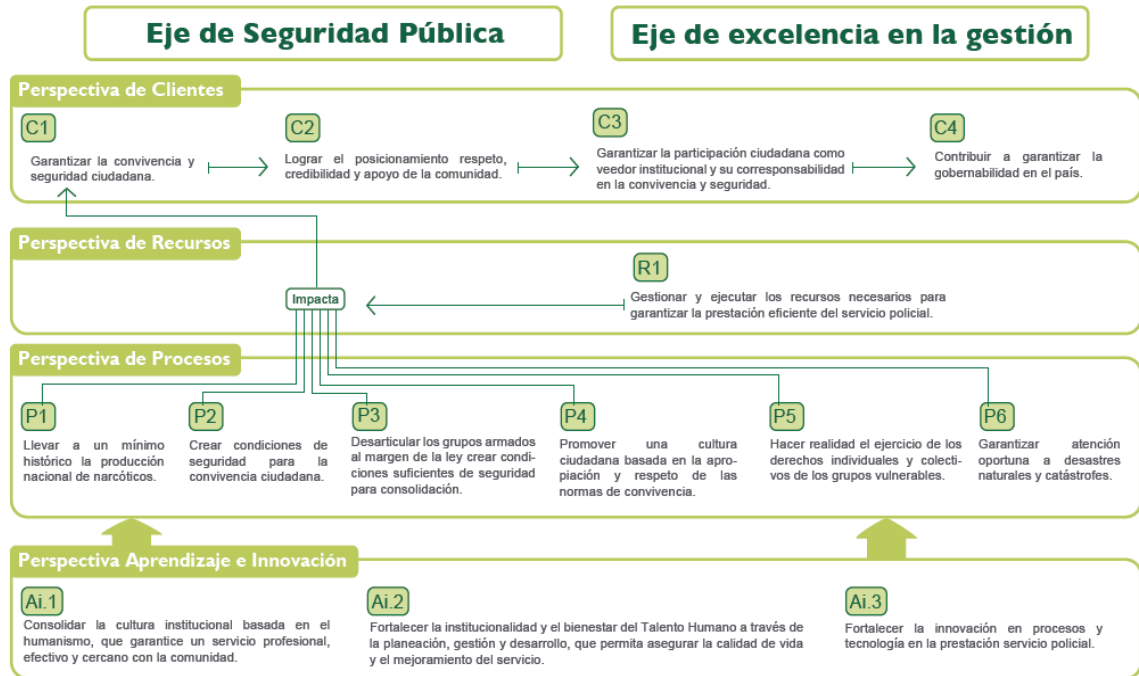 Eje de Seguridad Pública
Eje de excelencia en la gestión
Perspectiva de Clientes
C1
Garantizar la convivencia y
seguridad ciudadana.
C2
Lograr el posicionamiento respeto,
credibilidad y apoyo de la comunidad.
C3
Garantizar la participación ciudadana como
veedor institucional y su corresponsabilidad
en la convivencia y seguridad.
C4
Contribuir a garantizar la
gobernabilidad en el país.
Perspectiva de Recursos
R1
Gestionar y ejecutar los recursos necesarios para
garantizar la prestación eficiente del servicio policial.
Impacta
Perspectiva de Procesos
P1
Llevar a un mínimo
histórico la producción
nacional de narcóticos.
P2
Crear condiciones de
seguridad para la
convivencia ciudadana.
P3
Desarticular los grupos armados
al margen de la ley crear condi-
ciones suficientes de seguridad
para consolidación.
P4
Promover una cultura
ciudadana basada en la apro-
piación y respeto de las
normas de convivencia.
P5
Hacer realidad el ejercicio de los
derechos individuales y colecti-
vos de los grupos vulnerables.
P6
Garantizar atención
oportuna a desastres
naturales y catástrofes.
Perspectiva Aprendizaje e Innovación
Ai.1
Consolidar la cultura institucional basada en el
humanismo, que garantice un servicio profesional,
efectivo y cercano con la comunidad.
Ai.2
Fortalecer la institucionalidad y el bienestar del Talento Humano a través de
la planeación, gestión y desarrollo, que permita asegurar la calidad de vida
y el mejoramiento del servicio.
Ai.3
Fortalecer la innovación en procesos y
tecnología en la prestación servicio policial.